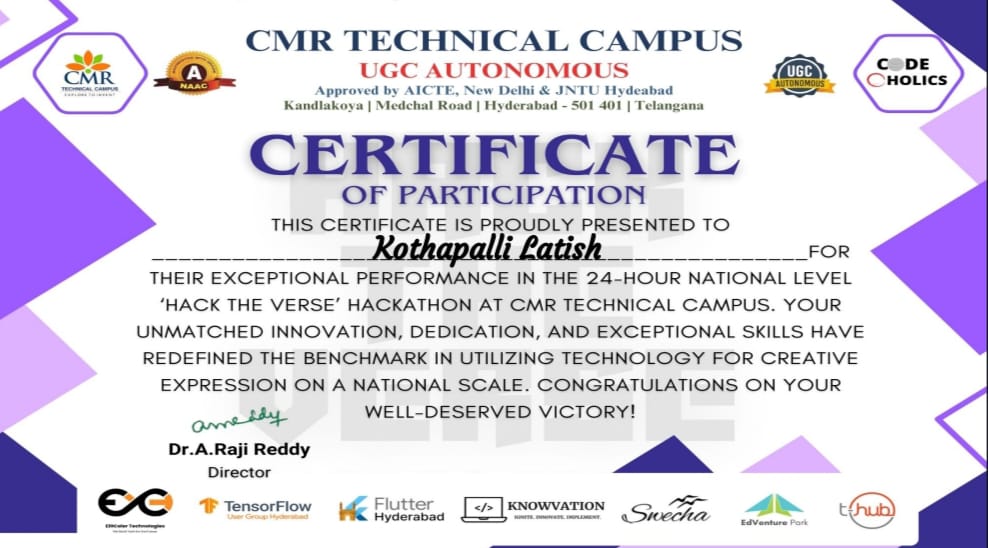 CMR TECHNICAL CAMPUS
UGC AUTONOMOUS
Approved by AICTE, New Delhi & JNTU Hydeabad
Kandlakoya | Medchal Road | Hyderabad - 501 401 | Telangana
CMR
TECHNICAL CAMPUS
EXPLORE TO INVENT
A
NAAC
UGC
AUTONOMOUS
CODE
CHOLICS
CERTIFICATE
OF PARTICIPATION
THIS CERTIFICATE IS PROUDLY PRESENTED TO
Kothapalli Latish FOR
THEIR EXCEPTIONAL PERFORMANCE IN THE 24-HOUR NATIONAL LEVEL
‘HACK THE VERSE’ HACKATHON AT CMR TECHNICAL CAMPUS. YOUR
UNMATCHED INNOVATION, DEDICATION, AND EXCEPTIONAL SKILLS HAVE
REDEFINED THE BENCHMARK IN UTILIZING TECHNOLOGY FOR CREATIVE
EXPRESSION ON A NATIONAL SCALE. CONGRATULATIONS ON YOUR
WELL-DESERVED VICTORY!
Dr.A.Raji Reddy
Director
TensorFlow
User Group Hyderabad
Flutter
Hyderabad
</>
KNOWVATION
IGNITE. INNOVATE. IMPLEMENT.
Swecha
EdVenture Park
t-hub